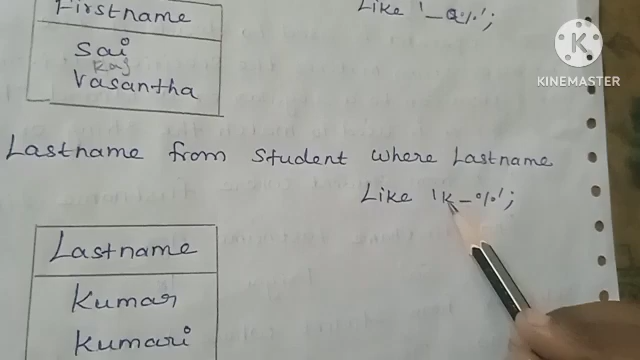 Firstname
Like '_a%';
Sai
Raj
Vasantha
Lastname from Student where Lastname
Like 'K_%';
Lastname
Kumar
Kumari
KINEMASTER